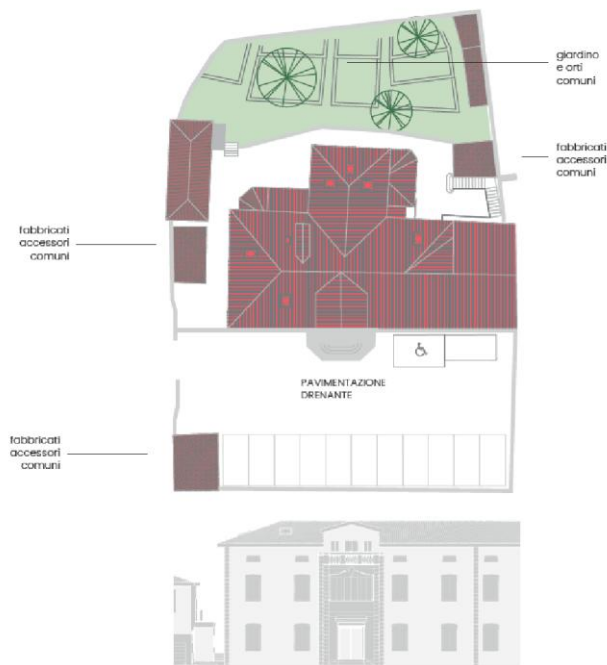 giardino
e orti
comuni
fabbricati
accessori
comuni
fabbricati
accessori
comuni
PAVIMENTAZIONE
DRENANTE
fabbricati
accessori
comuni